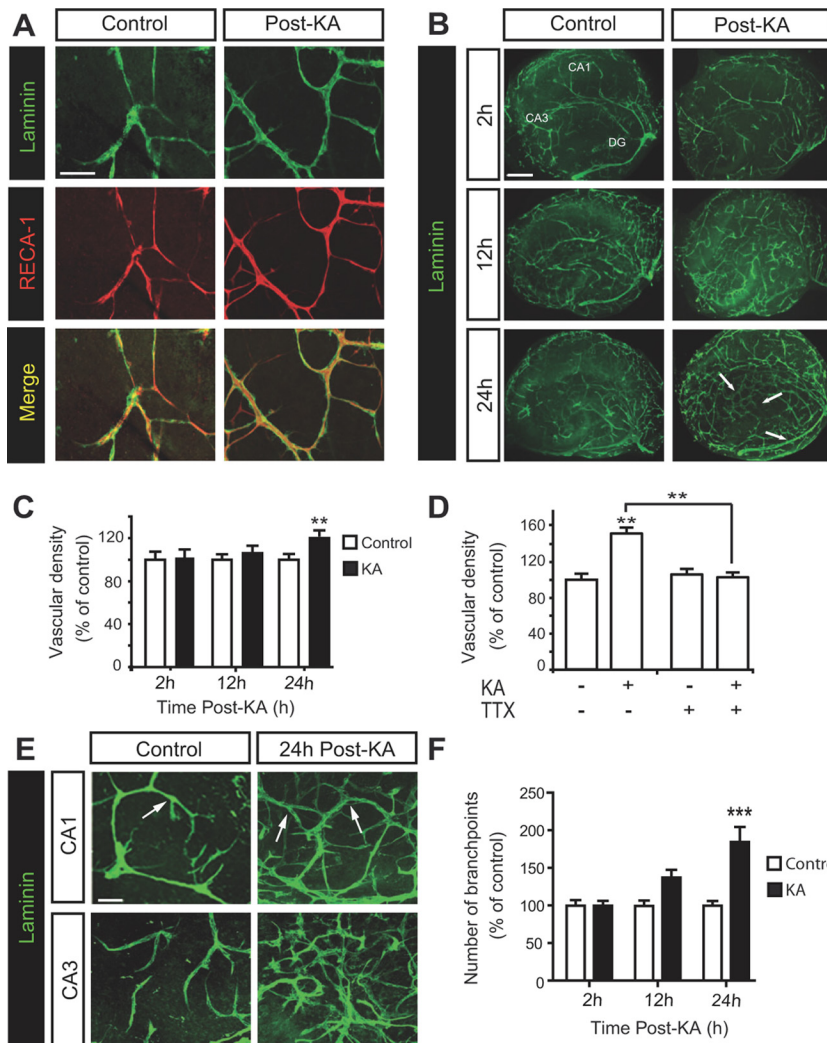 A
Control
Post-KA
Laminin
RECA-1
Merge
B
Control
Post-KA
Laminin
2h
CA1
CA3
DG
12h
24h
C
Vascular density
(% of control)
120
80
40
0
**
Control
KA
2h 12h 24h
Time Post-KA (h)
D
Vascular density
(% of control)
160
120
80
40
0
**
**
KA - + - +
TTX - - + +
E
Control
24h Post-KA
Laminin
CA1
CA3
F
Number of branchpoints
(% of control)
250
200
150
100
50
0
***
Contr
KA
2h 12h 24h
Time Post-KA (h)